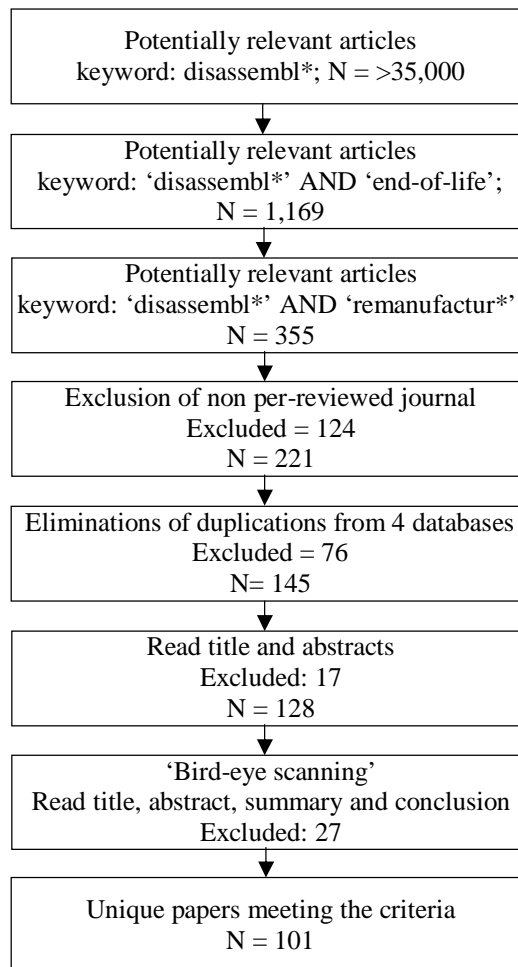 Potentially relevant articles
keyword: disassembl*; N = >35,000
Potentially relevant articles
keyword: ‘disassembl*’ AND ‘end-of-life’;
N = 1,169
Potentially relevant articles
keyword: ‘disassembl*’ AND ‘remanufactur*’
N = 355
Exclusion of non per-reviewed journal
Excluded = 124
N = 221
Eliminations of duplications from 4 databases
Excluded = 76
N= 145
Read title and abstracts
Excluded: 17
N = 128
‘Bird-eye scanning’
Read title, abstract, summary and conclusion
Excluded: 27
Unique papers meeting the criteria
N = 101